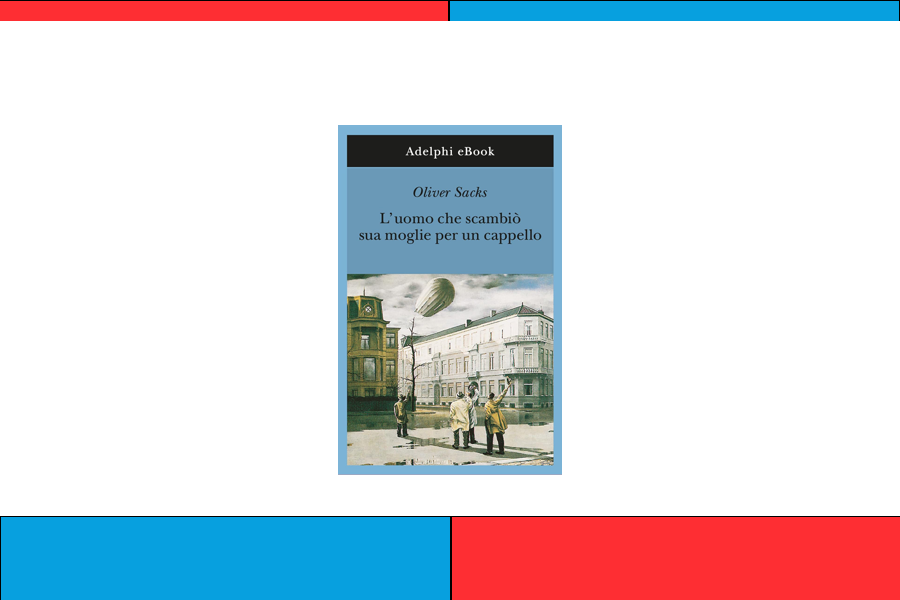 Adelphi eBook
Oliver Sacks
L'uomo che scambiò
sua moglie per un cappello